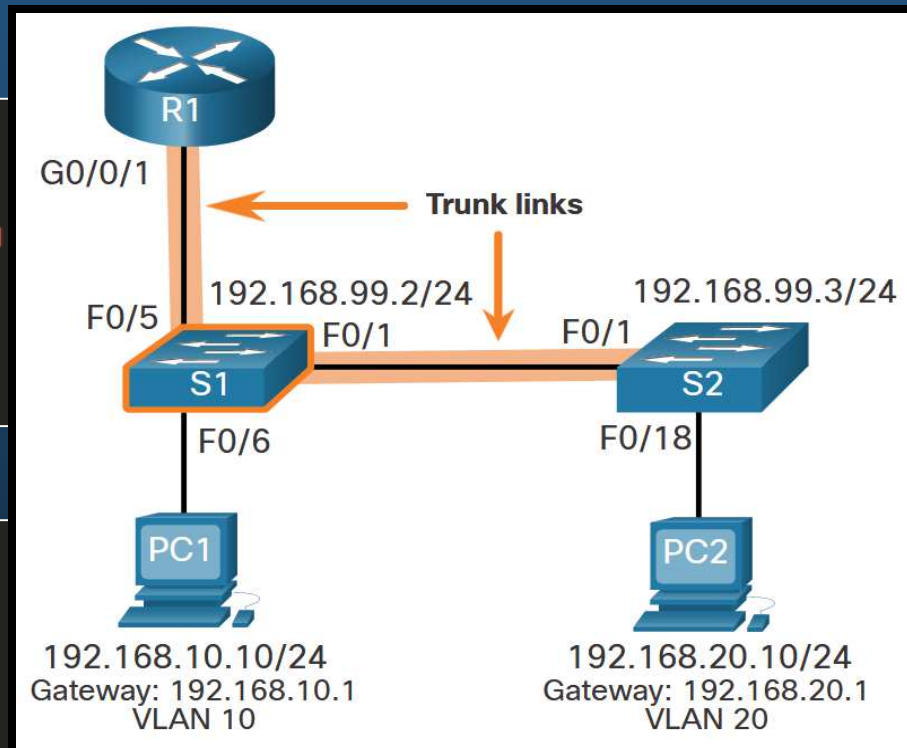 R1
G0/0/1
Trunk links
192.168.99.2/24
192.168.99.3/24
F0/5
F0/1
F0/1
S1
S2
F0/6
F0/18
PC1
PC2
192.168.10.10/24
Gateway: 192.168.10.1
VLAN 10
192.168.20.10/24
Gateway: 192.168.20.1
VLAN 20